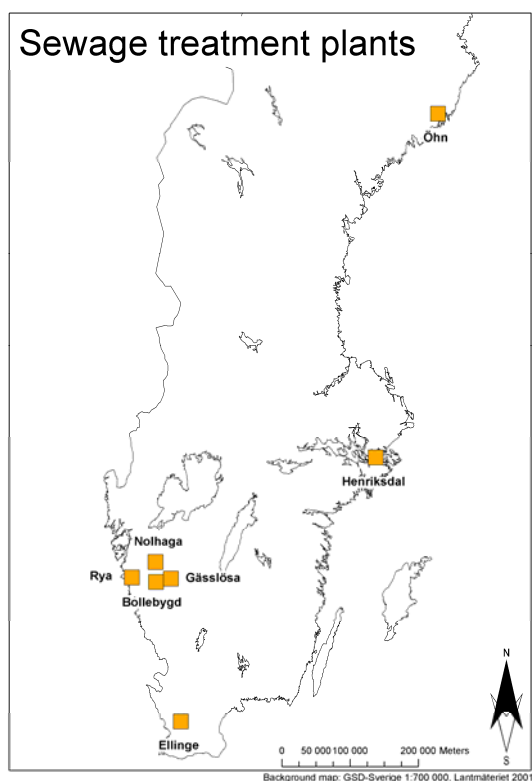 Sewage treatment plants
Öhn
Henriksdal
Nolhaga
Rya
Gässlösa
Bollebygd
Ellinge
N
S
0 50 000 100 000 200 000 Meters
Background map: GSD-Sverige 1:700 000, Lantmäteriet 2001